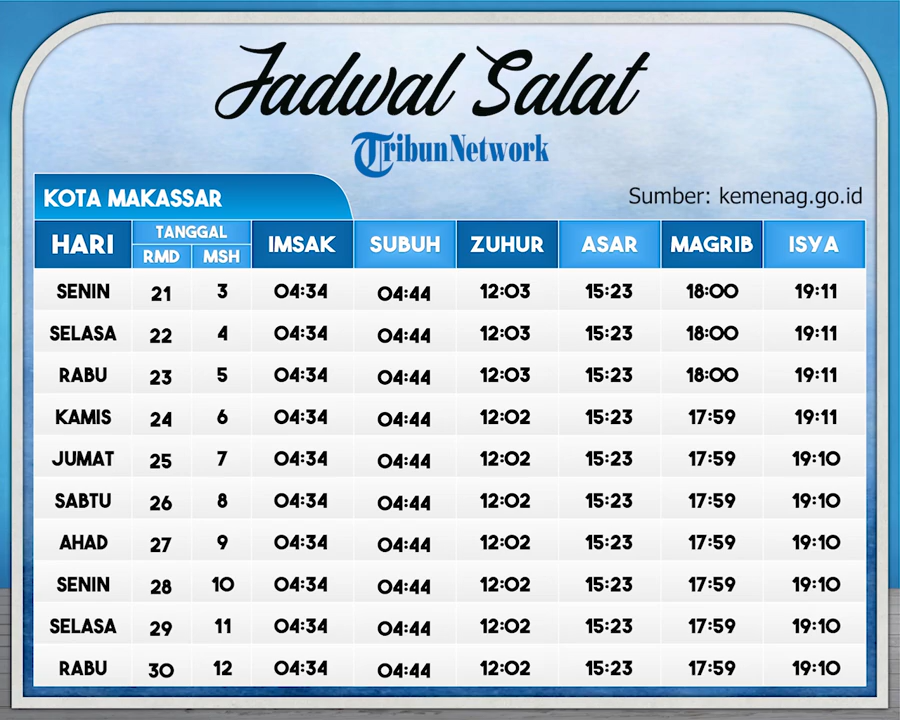 Jadwal Salat
TribunNetwork
KOTA MAKASSAR
Sumber: kemenag.go.id
HARI TANGGAL IMSAK SUBUH ZUHUR ASAR MAGRIB ISYA
RMD MSH
SENIN 21 3 04:34 04:44 12:03 15:23 18:00 19:11
SELASA 22 4 04:34 04:44 12:03 15:23 18:00 19:11
RABU 23 5 04:34 04:44 12:03 15:23 18:00 19:11
KAMIS 24 6 04:34 04:44 12:02 15:23 17:59 19:11
JUMAT 25 7 04:34 04:44 12:02 15:23 17:59 19:10
SABTU 26 8 04:34 04:44 12:02 15:23 17:59 19:10
AHAD 27 9 04:34 04:44 12:02 15:23 17:59 19:10
SENIN 28 10 04:34 04:44 12:02 15:23 17:59 19:10
SELASA 29 11 04:34 04:44 12:02 15:23 17:59 19:10
RABU 30 12 04:34 04:44 12:02 15:23 17:59 19:10